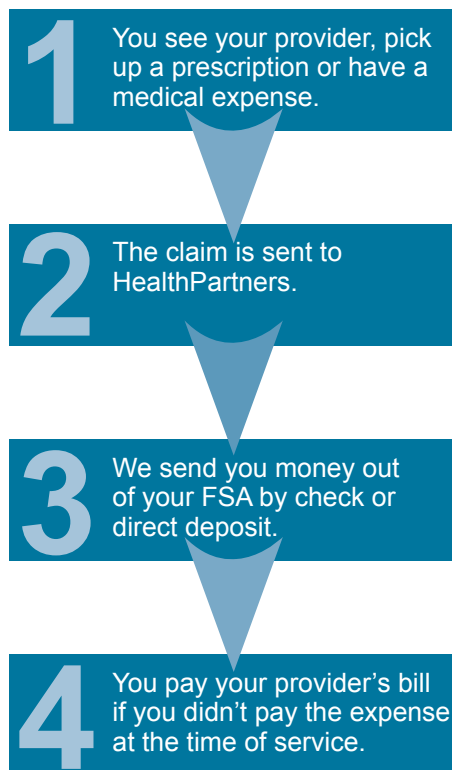 1
You see your provider, pick
up a prescription or have a
medical expense.
2
The claim is sent to
HealthPartners.
3
We send you money out
of your FSA by check or
direct deposit.
4
You pay your provider’s bill
if you didn’t pay the expense
at the time of service.